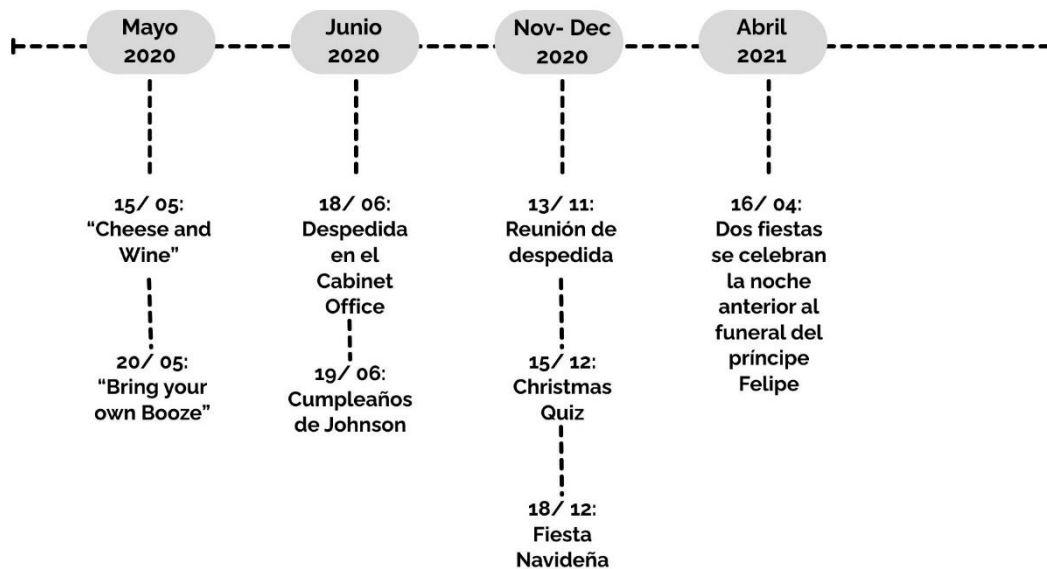 Mayo
2020
Junio
2020
Nov- Dec
2020
Abril
2021
15/ 05:
“Cheese and
Wine”
20/ 05:
“Bring your
own Booze”
18/ 06:
Despedida
en el
Cabinet
Office
19/ 06:
Cumpleaños
de Johnson
13/ 11:
Reunión de
despedida
15/ 12:
Christmas
Quiz
18/ 12:
Fiesta
Navideña
16/ 04:
Dos fiestas
se celebran
la noche
anterior al
funeral del
príncipe
Felipe